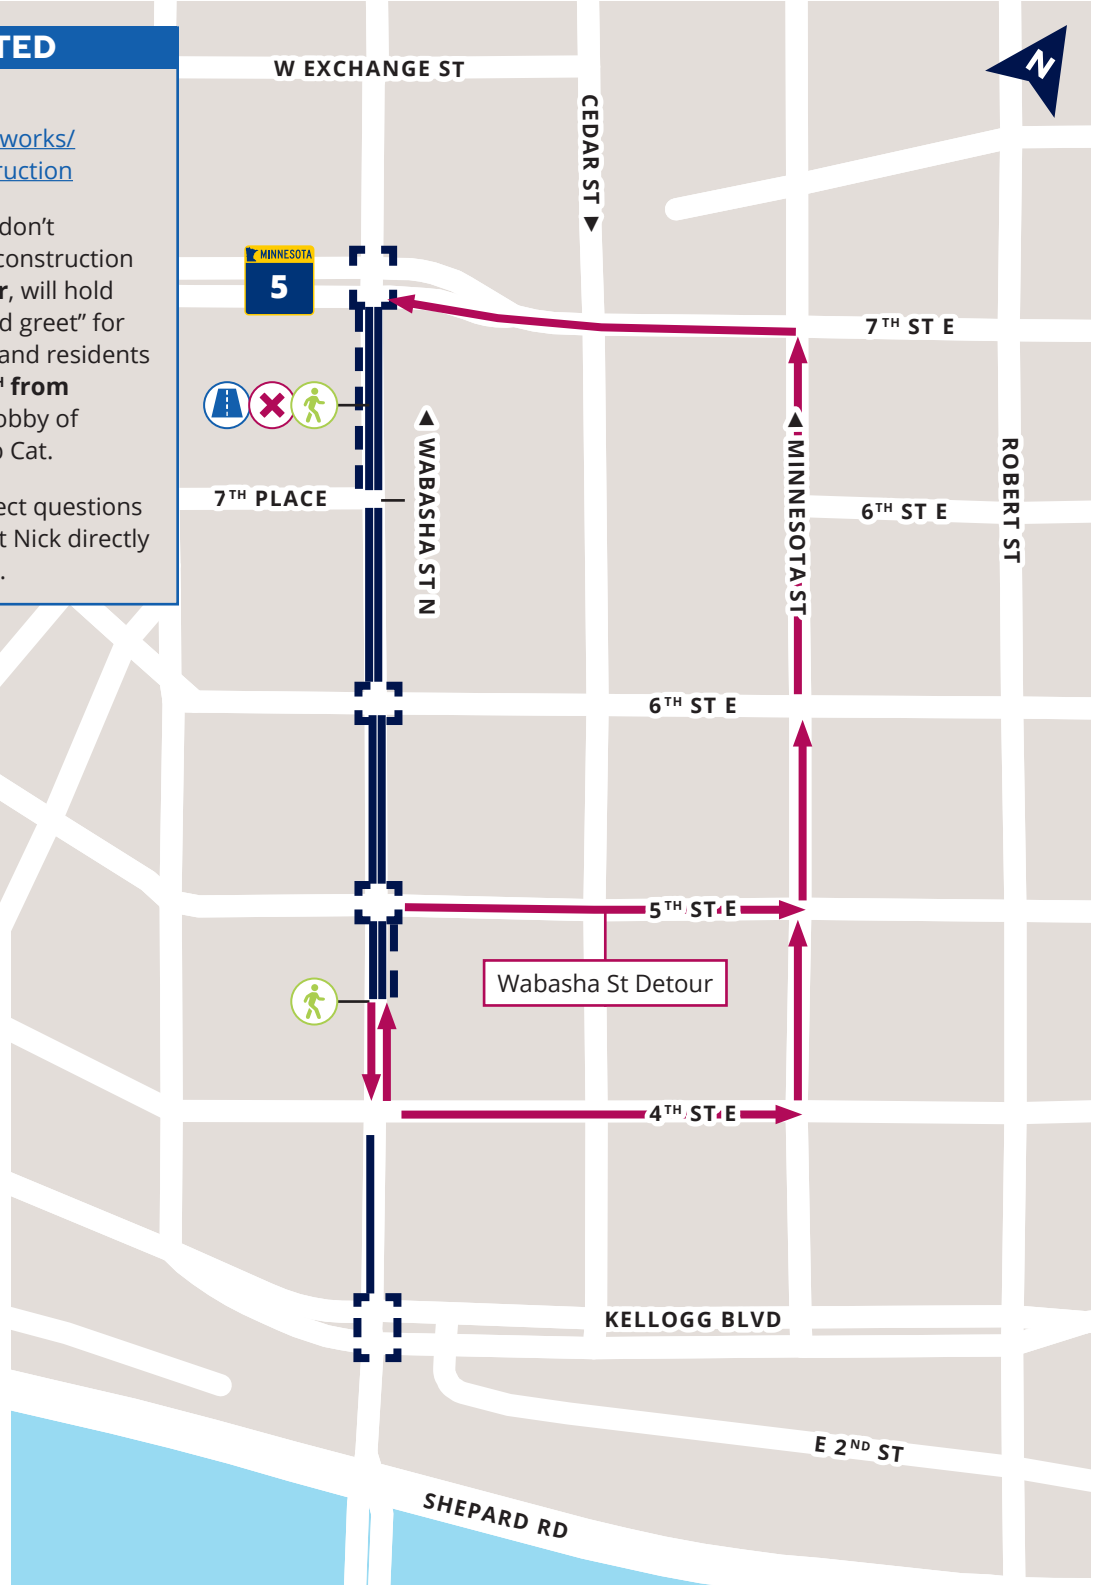 TED
works/
ruction
don't
construction
r, will hold
d greet” for
and residents
H from
obby of
o Cat.
ect questions
t Nick directly
.
W EXCHANGE ST
CEDAR ST ▼
N
MINNESOTA
5
7TH ST E
▲ WABASHA ST N
▲ MINNESOTA ST
ROBERT ST
7TH PLACE
6TH ST E
6TH ST E
5TH ST E
Wabasha St Detour
4TH ST E
KELLOGG BLVD
E 2ND ST
SHEPARD RD